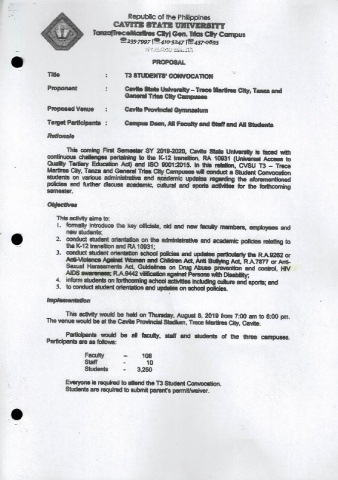 Republic of the Philippines
CAVITE STATE UNIVERSITY
Tanza|Trece Martires City| Gen. Trias City Campus
☎235-7997 |☎410-5247 |☎437-0693
PROPOSAL
Title : T3 STUDENTS' CONVOCATION
Proponent : Cavite State University – Trece Martires City, Tanza and
General Trias City Campuses
Proposed Venue : Cavite Provincial Gymnasium
Target Participants : Campus Dean, All Faculty and Staff and All Students
Rationale
This coming First Semester SY 2019-2020, Cavite State University is faced with
continuous challenges pertaining to the K-12 transition, RA 10931 (Universal Access to
Quality Tertiary Education Act) and ISO 9001:2015. In this relation, CVSU T3 – Trece
Martires City, Tanza and General Trias City Campuses will conduct a Student Convocation
students on various administrative and academic updates regarding the aforementioned
policies and further discuss academic, cultural and sports activities for the forthcoming
semester.
Objectives
This activity aims to:
1. formally introduce the key officials, old and new faculty members, employees and
new students;
2. conduct student orientation on the administrative and academic policies relating to
the K-12 transition and RA 10931;
3. conduct student orientation school policies and updates particularly the R.A.9262 or
Anti-Violence Against Women and Children Act, Anti Bullying Act, R.A.7877 or Anti-
Sexual Harassment Act, Guidelines on Drug Abuse prevention and control, HIV
AIDS awareness; R.A.9442 vilification against Persons with Disability;
4. inform students on forthcoming school activities including culture and sports; and
5. to conduct student orientation and updates on school policies.
Implementation
This activity would be held on Thursday, August 8, 2019 from 7:00 am to 6:00 pm.
The venue would be at the Cavite Provincial Stadium, Trece Martires City, Cavite.
Participants would be all faculty, staff and students of the three campuses.
Participants are as follows:
Faculty – 108
Staff - 10
Students - 3,250
Everyone is required to attend the T3 Student Convocation.
Students are required to submit parent's permit/waiver.